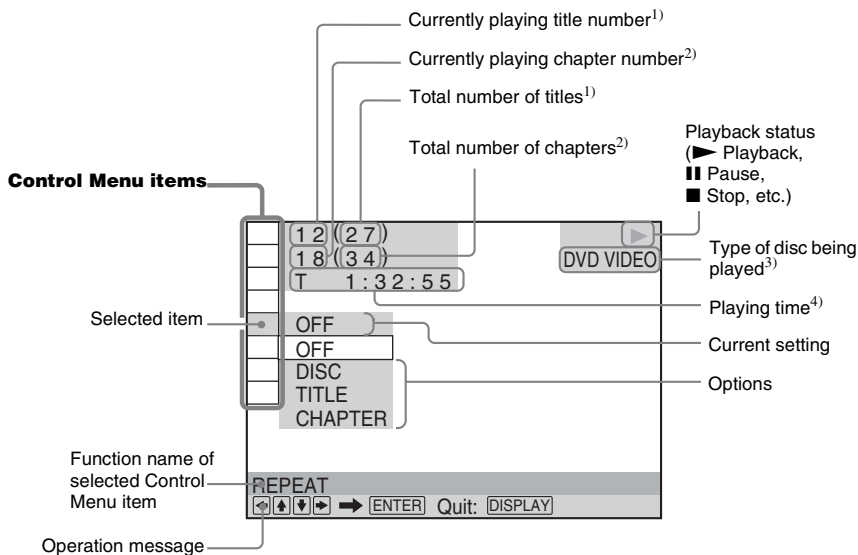 Currently playing title number1)
Currently playing chapter number2)
Total number of titles1)
Total number of chapters2)
Playback status
(► Playback,
❚❚ Pause,
■ Stop, etc.)
Control Menu items
12(27)
18(34)
T 1:32:55
►
DVD VIDEO
Type of disc being
played3)
Playing time4)
Selected item
OFF
Current setting
OFF
DISC
TITLE
CHAPTER
Options
Function name of
selected Control
Menu item
REPEAT
←↑↓→ ➡ ENTER Quit: DISPLAY
Operation message